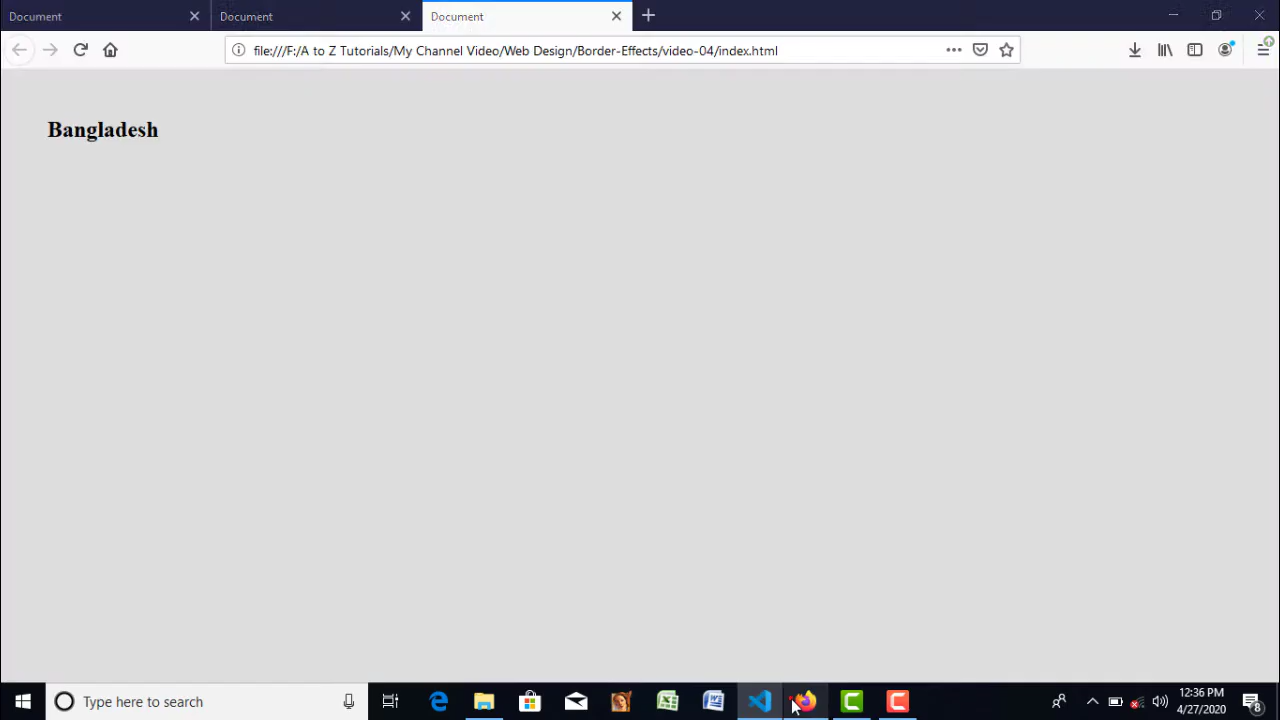 Document
Document
Document
file:///F:/A to Z Tutorials/My Channel Video/Web Design/Border-Effects/video-04/index.html
Bangladesh
Type here to search
12:36 PM
4/27/2020
8